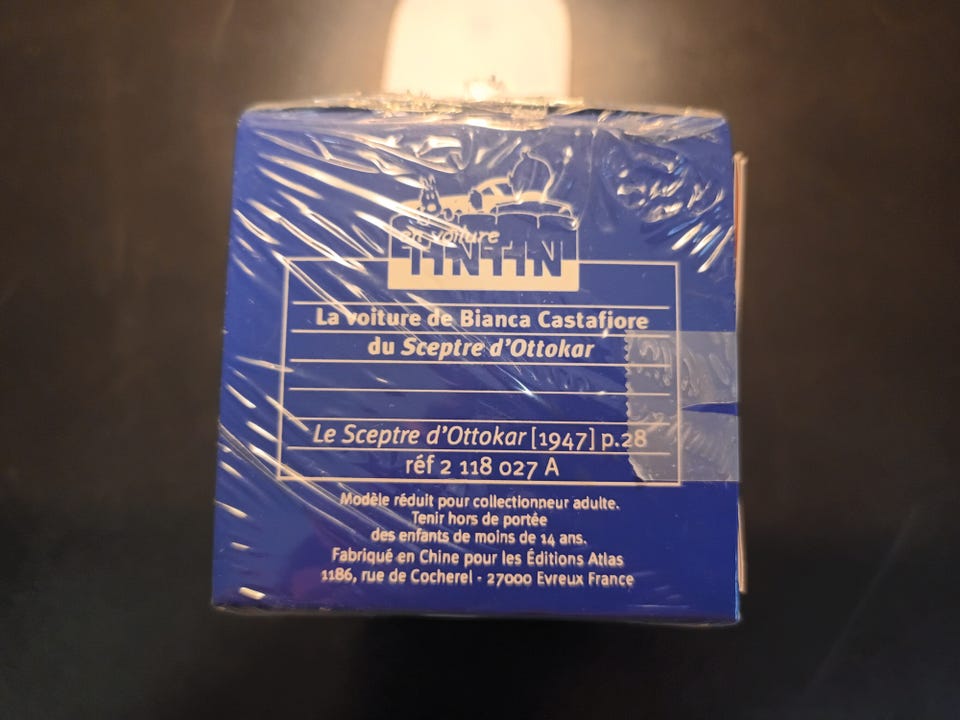 en voiture
TINTIN
La voiture de Bianca Castafiore
du Sceptre d'Ottokar
Le Sceptre d'Ottokar [1947] p.28
réf 2 118 027 A
Modèle réduit pour collectionneur adulte.
Tenir hors de portée
des enfants de moins de 14 ans.
Fabriqué en Chine pour les Éditions Atlas
1186, rue de Cocherel - 27000 Evreux France